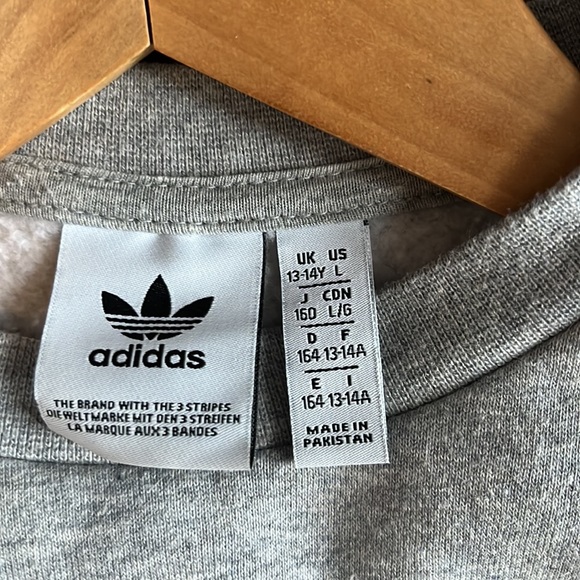 adidas
THE BRAND WITH THE 3 STRIPES
DIE WELTMARKE MIT DEN 3 STREIFEN
LA MARQUE AUX 3 BANDES
UK US
13-14Y L
J CDN
160 L/G
D F
164 13-14A
E I
164 13-14A
MADE IN
PAKISTAN